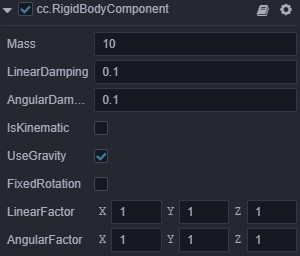 cc.RigidBodyComponent
Mass 10
LinearDamping 0.1
AngularDam... 0.1
IsKinematic
UseGravity
FixedRotation
LinearFactor X 1 Y 1 Z 1
AngularFactor X 1 Y 1 Z 1